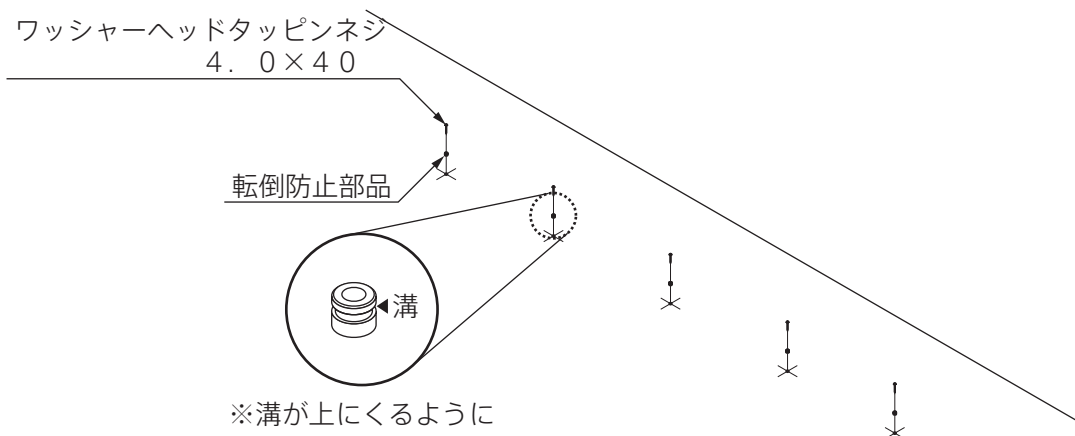 ワッシャーヘッドタッピンネジ
４．０×４０
転倒防止部品
溝
※溝が上にくるように